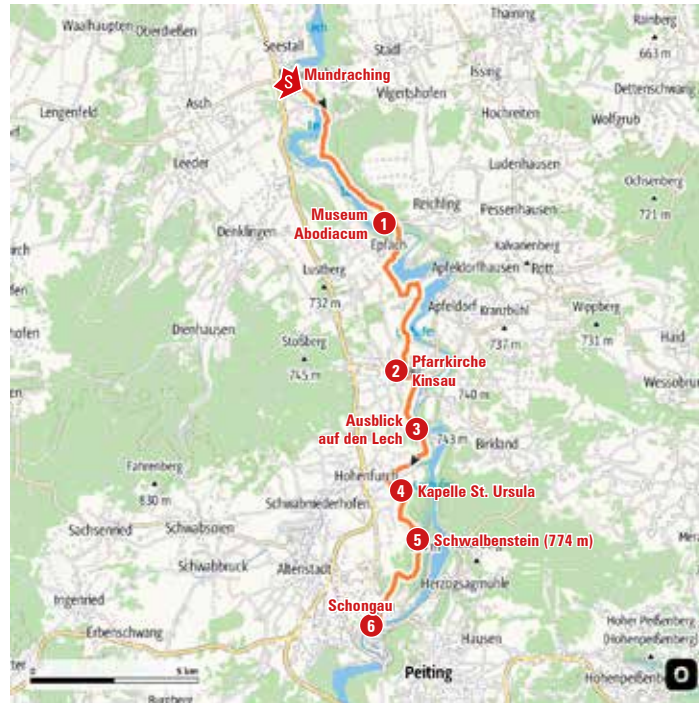 Waalhaupten
Oberdießen
Lech
Thaining
Rainberg
663 m
Seestall
Stadl
S
Mundraching
Issing
Dettenschwang
Vilgertshofen
Asch
Lengenfeld
Hochreiten
Wolfgrub
Leeder
Ludenhausen
Ochsenberg
721 m
Museum
Abodiacum
1
Reichling
Pessenhausen
Denklingen
Epfach
Kalvarienberg
Apfeldorfhausen
Rott
Lustberg
732 m
Apfeldorf
Kranzbühl
737 m
Wippberg
731 m
Dienhausen
Stoßberg
745 m
Haid
2
Pfarrkirche
Kinsau
740 m
Ausblick
auf den Lech
3
743 m
Birkland
Fahrenberg
830 m
Hohenfurch
4
Kapelle St. Ursula
Schwabniederhofen
Sachsenried
Schwabsoien
5
Schwalbenstein (774 m)
Schwabbruck
Altenstadt
Herzogsägmühle
Ingenried
Schongau
6
Erbenschwang
Hausen
Hoher Peißenberg
(Hohenpeißenberg)
Peiting
5 km
O